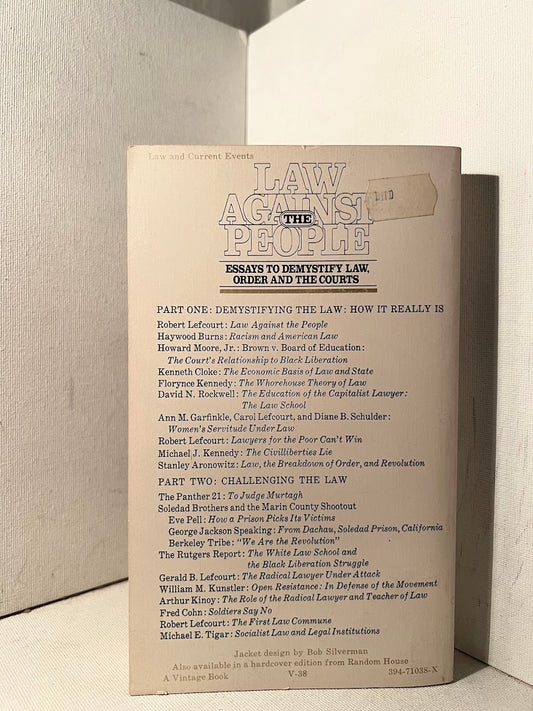 Law and Current Events
LAW
AGAINST
THE
PEOPLE
ESSAYS TO DEMYSTIFY LAW,
ORDER AND THE COURTS
PART ONE: DEMYSTIFYING THE LAW: HOW IT REALLY IS
Robert Lefcourt: Law Against the People
Haywood Burns: Racism and American Law
Howard Moore, Jr.: Brown v. Board of Education:
The Court's Relationship to Black Liberation
Kenneth Cloke: The Economic Basis of Law and State
Florynce Kennedy: The Whorehouse Theory of Law
David N. Rockwell: The Education of the Capitalist Lawyer:
The Law School
Ann M. Garfinkle, Carol Lefcourt, and Diane B. Schulder:
Women's Servitude Under Law
Robert Lefcourt: Lawyers for the Poor Can't Win
Michael J. Kennedy: The Civilliberties Lie
Stanley Aronowitz: Law, the Breakdown of Order, and Revolution
PART TWO: CHALLENGING THE LAW
The Panther 21: To Judge Murtagh
Soledad Brothers and the Marin County Shootout
Eve Pell: How a Prison Picks Its Victims
George Jackson Speaking: From Dachau, Soledad Prison, California
Berkeley Tribe: "We Are the Revolution"
The Rutgers Report: The White Law School and
the Black Liberation Struggle
Gerald B. Lefcourt: The Radical Lawyer Under Attack
William M. Kunstler: Open Resistance: In Defense of the Movement
Arthur Kinoy: The Role of the Radical Lawyer and Teacher of Law
Fred Cohn: Soldiers Say No
Robert Lefcourt: The First Law Commune
Michael E. Tigar: Socialist Law and Legal Institutions
Jacket design by Bob Silverman
Also available in a hardcover edition from Random House
A Vintage Book V-38 394-71038-X